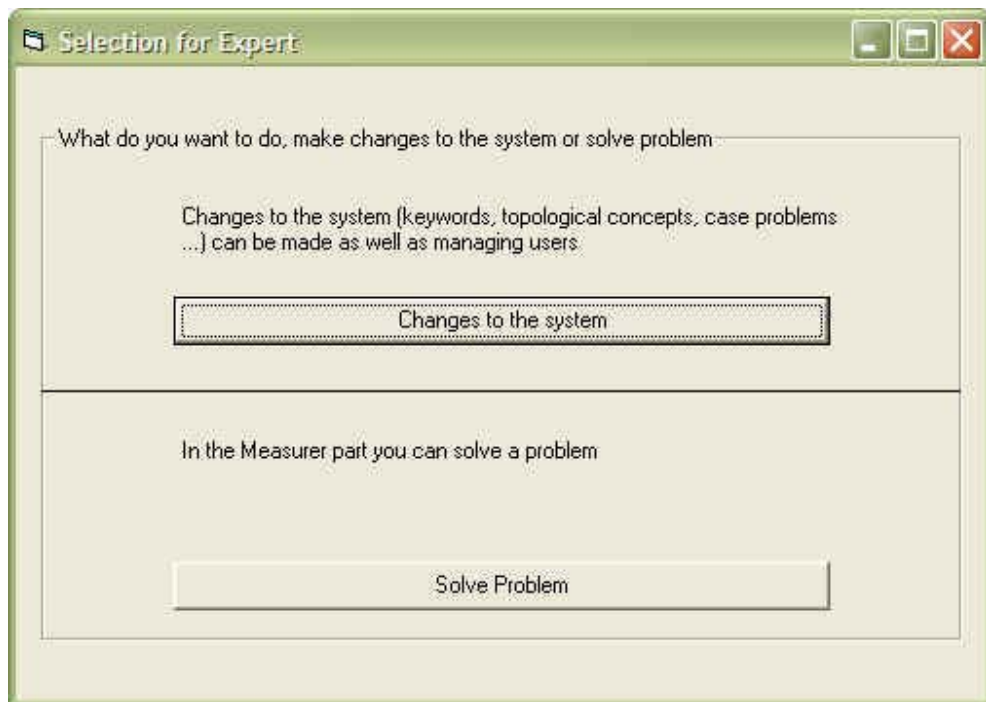 Selection for Expert
What do you want to do, make changes to the system or solve problem
Changes to the system (keywords, topological concepts, case problems
...) can be made as well as managing users
Changes to the system
In the Measurer part you can solve a problem
Solve Problem